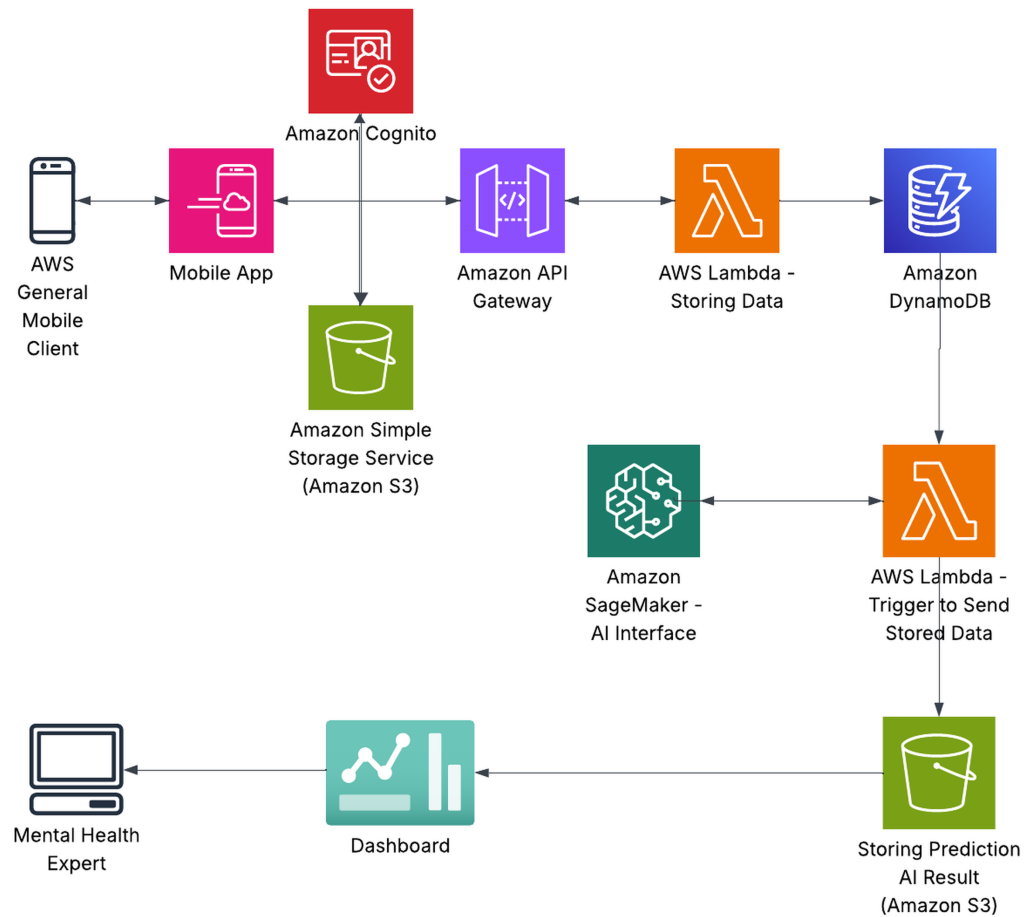 Amazon Cognito
AWS
General
Mobile
Client
Mobile App
Amazon API
Gateway
AWS Lambda -
Storing Data
Amazon
DynamoDB
Amazon Simple
Storage Service
(Amazon S3)
Amazon
SageMaker -
AI Interface
AWS Lambda -
Trigger to Send
Stored Data
Mental Health
Expert
Dashboard
Storing Prediction
AI Result
(Amazon S3)